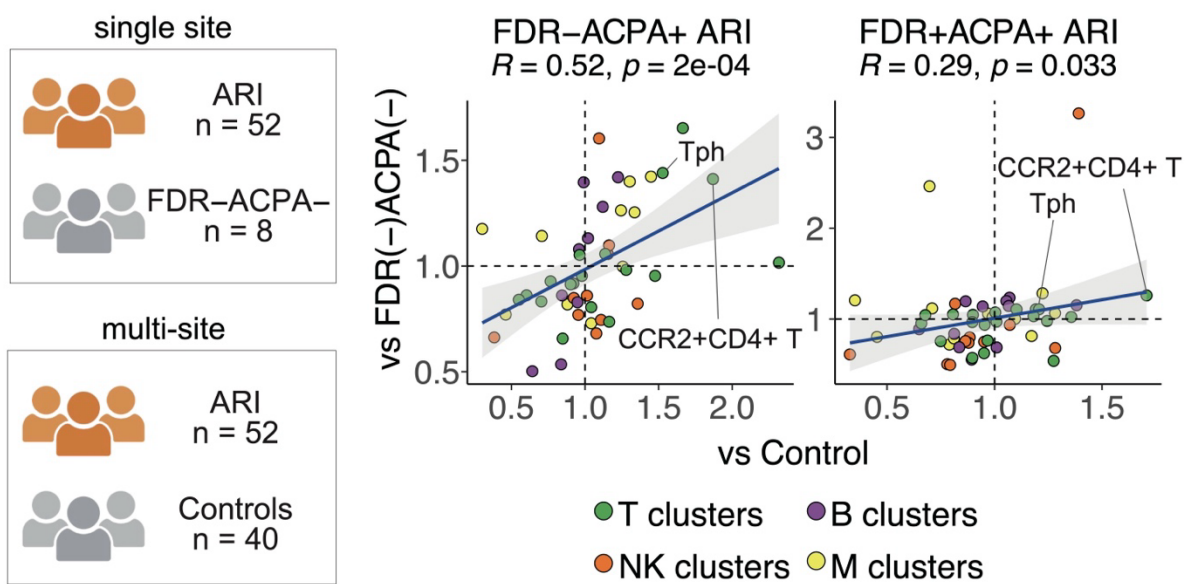 single site
ARI
n = 52
FDR−ACPA−
n = 8
multi-site
ARI
n = 52
Controls
n = 40
FDR−ACPA+ ARI
R = 0.52, p = 2e-04
vs FDR(−)ACPA(−)
1.5
1.0
0.5
Tph
CCR2+CD4+ T
0.5 1.0 1.5 2.0
FDR+ACPA+ ARI
R = 0.29, p = 0.033
3
2
1
CCR2+CD4+ T
Tph
0.5 1.0 1.5
vs Control
T clusters B clusters
NK clusters M clusters